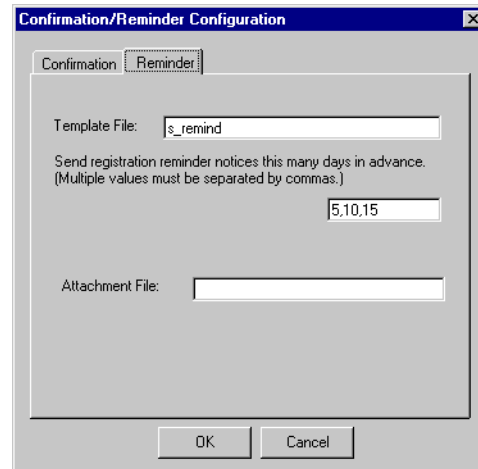 Confirmation/Reminder Configuration
Confirmation Reminder
Template File: s_remind
Send registration reminder notices this many days in advance.
(Multiple values must be separated by commas.)
5,10,15
Attachment File:
OK Cancel